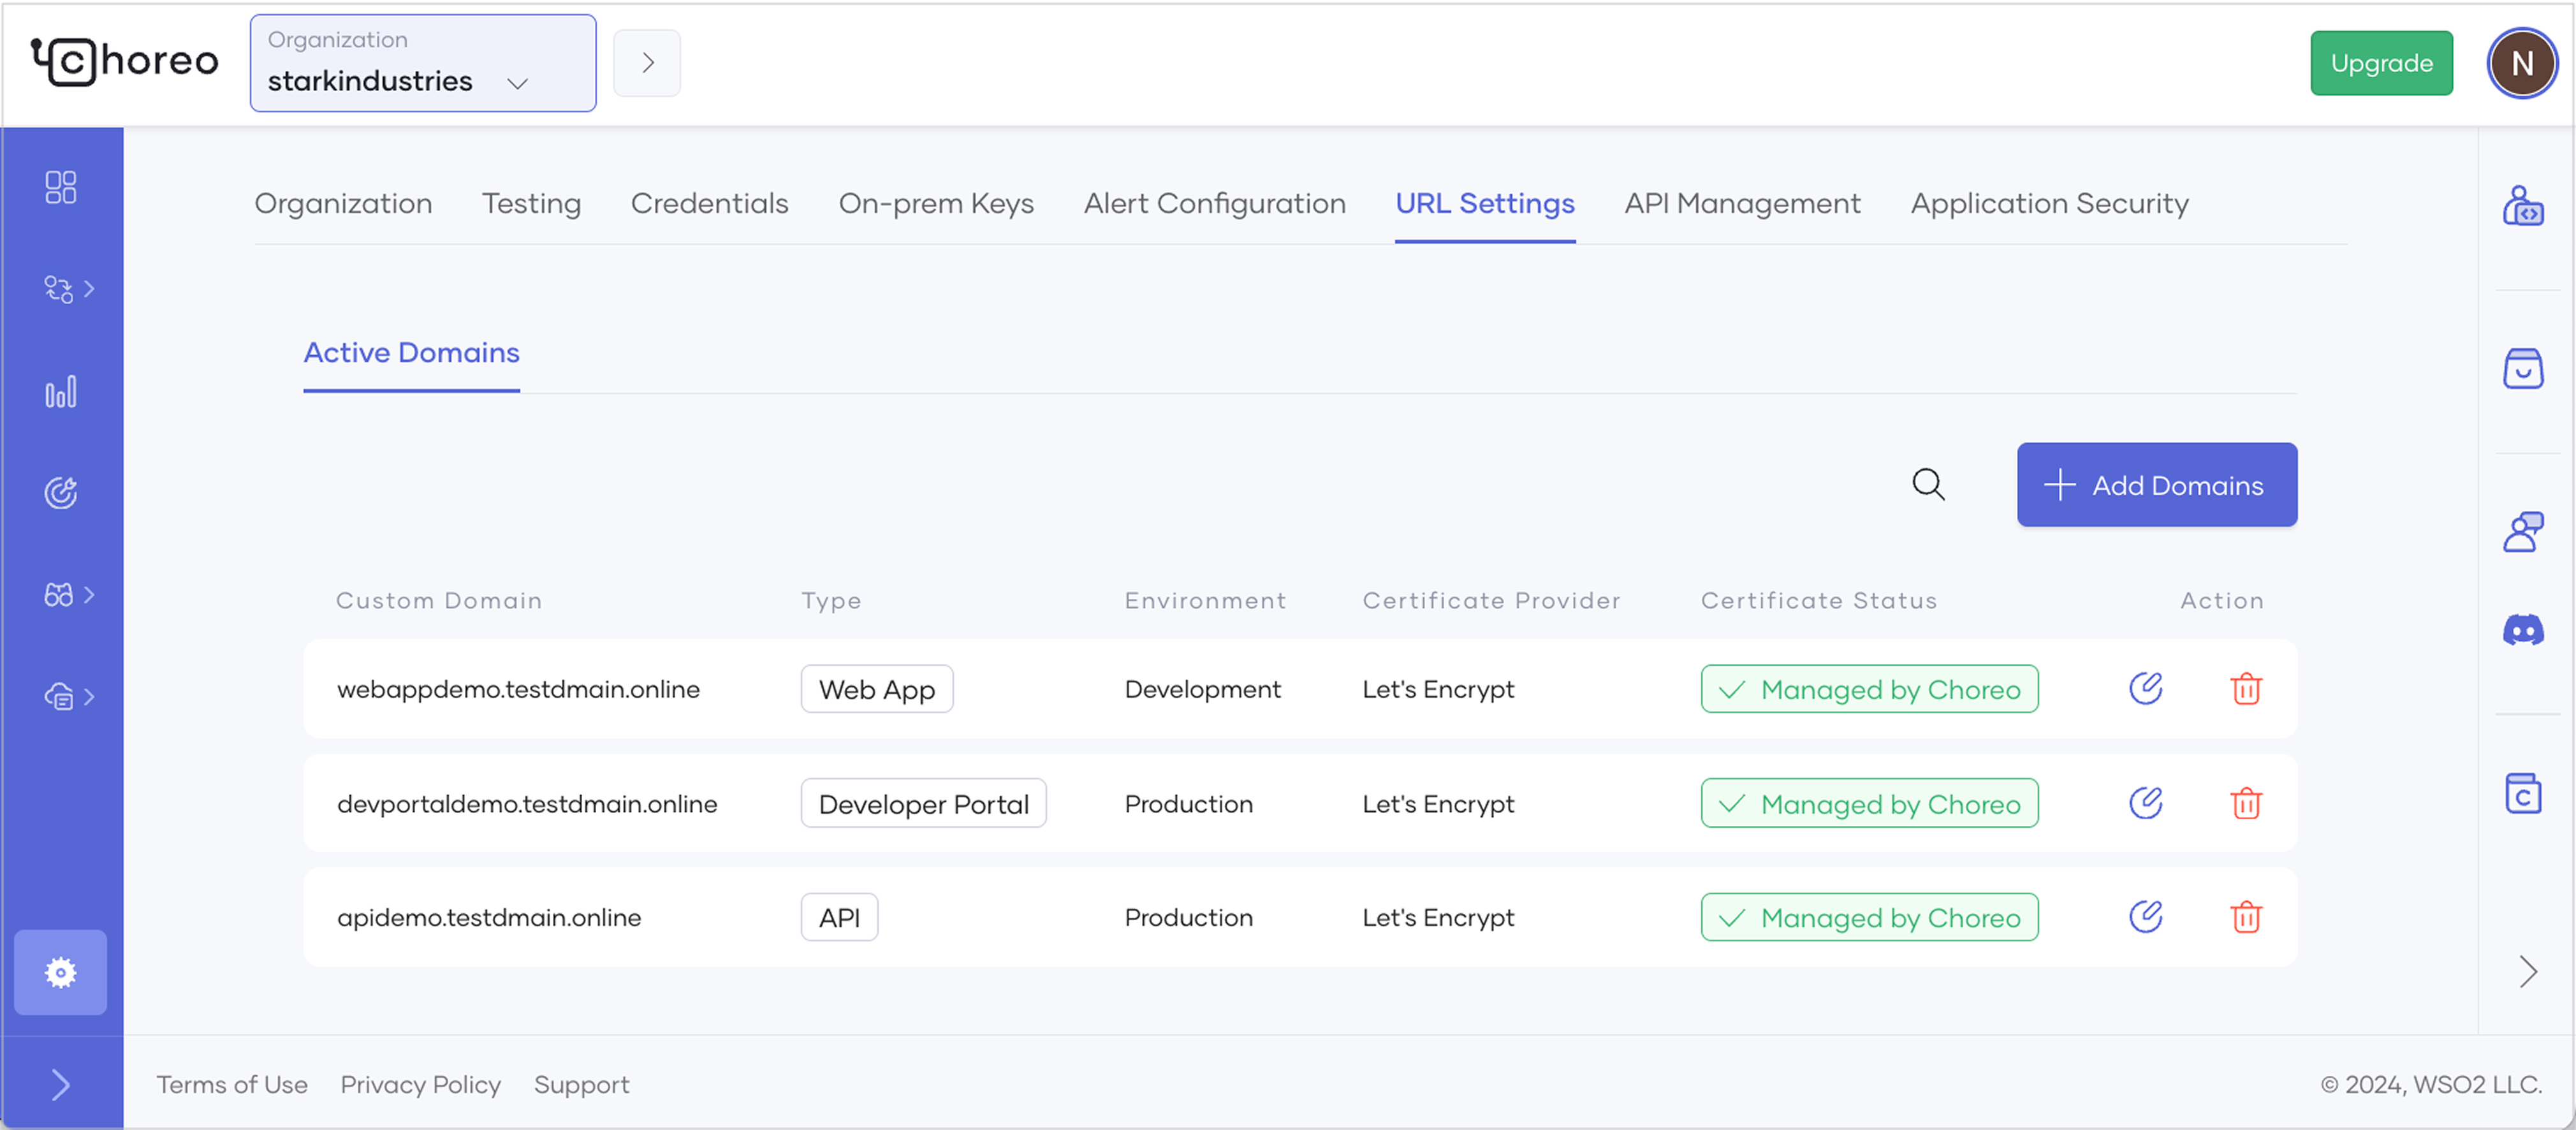 Choreo
Organization
starkindustries
Upgrade
N
Organization Testing Credentials On-prem Keys Alert Configuration URL Settings API Management Application Security
Active Domains
Add Domains
Custom Domain Type Environment Certificate Provider Certificate Status Action
webappdemo.testdmain.online Web App Development Let's Encrypt Managed by Choreo
devportaldemo.testdmain.online Developer Portal Production Let's Encrypt Managed by Choreo
C
apidemo.testdmain.online API Production Let's Encrypt Managed by Choreo
Terms of Use Privacy Policy Support © 2024, WSO2 LLC.